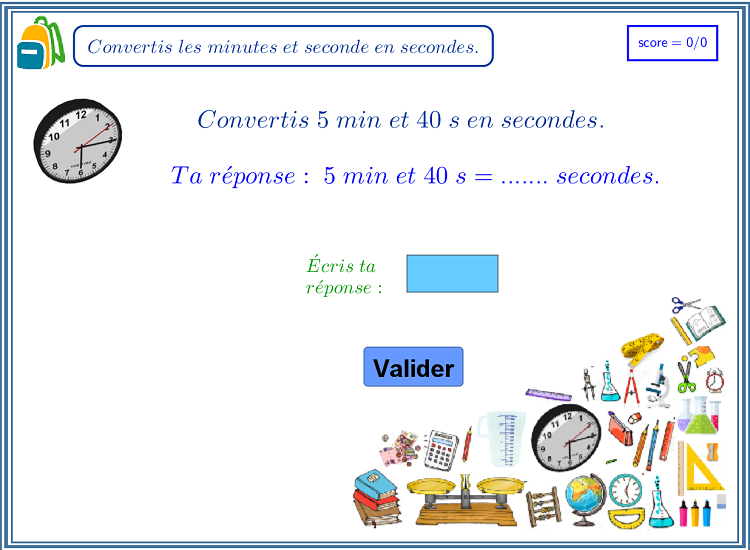 Convertis les minutes et seconde en secondes.
score = 0/0
Convertis 5 min et 40 s en secondes.
Ta réponse : 5 min et 40 s = ....... secondes.
Écris ta
réponse :
Valider